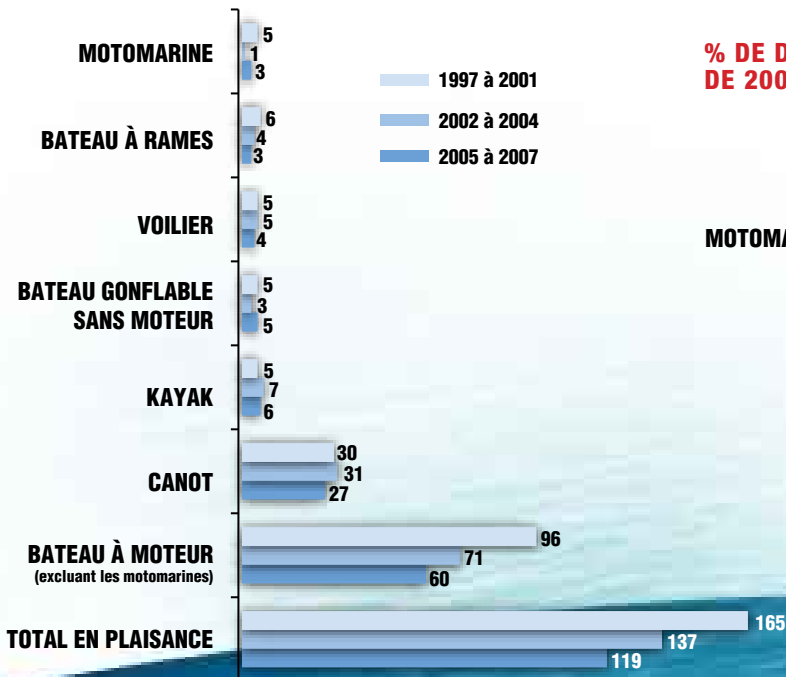 MOTOMARINE
5
1
3
BATEAU À RAMES
6
4
3
VOILIER
5
5
4
BATEAU GONFLABLE
SANS MOTEUR
5
3
5
KAYAK
5
7
6
CANOT
30
31
27
BATEAU À MOTEUR
(excluant les motomarines)
96
71
60
TOTAL EN PLAISANCE
165
137
119
1997 à 2001
2002 à 2004
2005 à 2007
% DE
DE